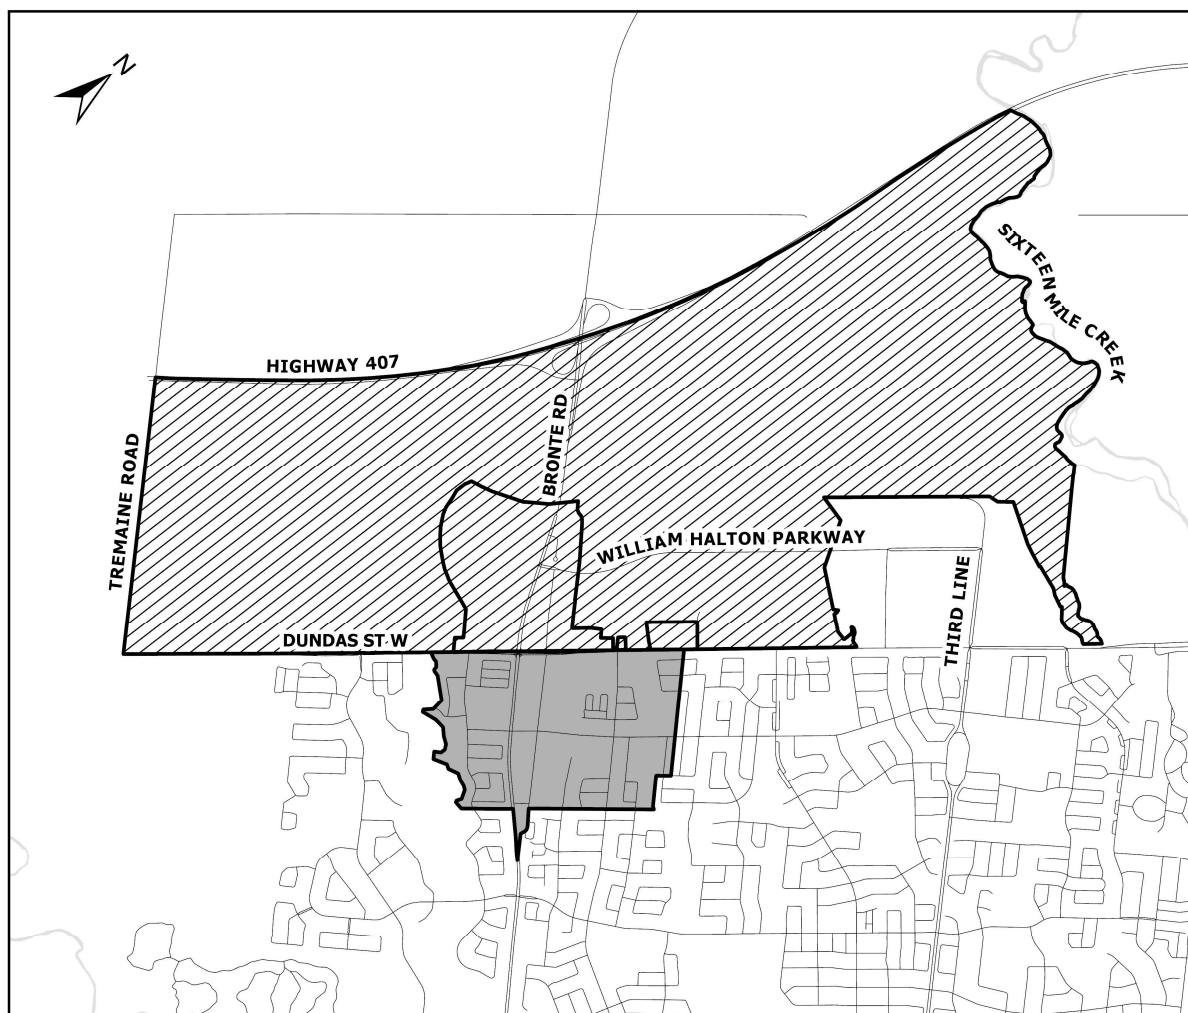 N
HIGHWAY 407
SIXTEEN MILE CREEK
BRONTE RD
TREMAINE ROAD
WILLIAM HALTON PARKWAY
THIRD LINE
DUNDAS ST W